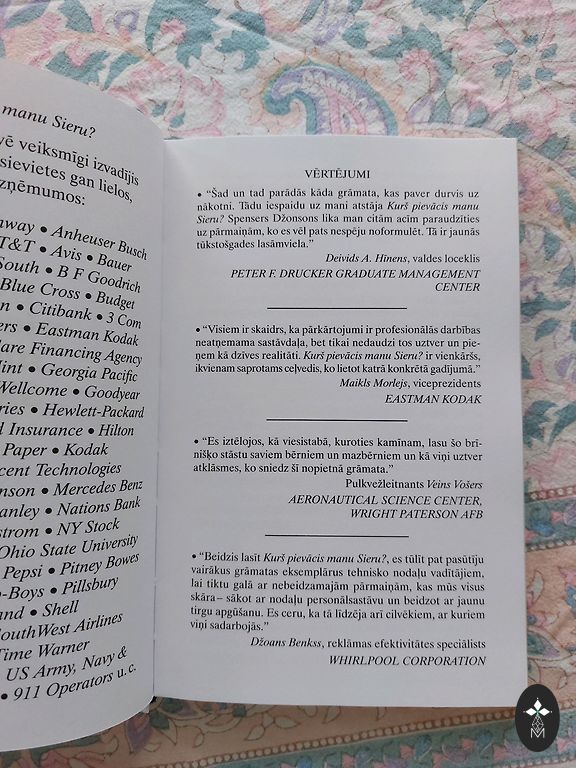 manu Sieru?
vē veiksmīgi izvadījis
sievietes gan lielos,
zņēmumos:
way • Anheuser Busch
T&T • Avis • Bauer
South • B F Goodrich
Blue Cross • Budget
n • Citibank • 3 Com
ers • Eastman Kodak
lare Financing Agency
lint • Georgia Pacific
Wellcome • Goodyear
ries • Hewlett-Packard
d Insurance • Hilton
Paper • Kodak
cent Technologies
nson • Mercedes Benz
anley • Nations Bank
strom • NY Stock
Ohio State University
Pepsi • Pitney Bowes
o-Boys • Pillsbury
and • Shell
outhWest Airlines
Time Warner
US Army, Navy &
• 911 Operators u. c.
VĒRTĒJUMI
• “Šad un tad parādās kāda grāmata, kas paver durvis uz
nākotni. Tādu iespaidu uz mani atstāja Kurš pievācis manu
Sieru? Spensers Džonsons lika man citām acīm paraudzīties
uz pārmaiņām, ko es vēl pats nespēju noformulēt. Tā ir jaunās
tūkstošgades lasāmviela.”
Deivids A. Hīnens, valdes loceklis
PETER F. DRUCKER GRADUATE MANAGEMENT
CENTER
• “Visiem ir skaidrs, ka pārkārtojumi ir profesionālās darbības
neatņemama sastāvdaļa, bet tikai nedaudzi tos uztver un pie-
ņem kā dzīves realitāti. Kurš pievācis manu Sieru? ir vienkāršs,
ikvienam saprotams ceļvedis, ko lietot katrā konkrētā gadījumā.”
Maikls Morlejs, viceprezidents
EASTMAN KODAK
• “Es iztēlojos, kā viesistabā, kuroties kamīnam, lasu šo brī-
nišķo stāstu saviem bērniem un mazbērniem un kā viņi uztver
atklāsmes, ko sniedz šī nopietnā grāmata.”
Pulkvežleitnants Veins Vošers
AERONAUTICAL SCIENCE CENTER,
WRIGHT PATERSON AFB
• “Beidzis lasīt Kurš pievācis manu Sieru?, es tūlīt pat pasūtīju
vairākus grāmatas eksemplārus tehnisko nodaļu vadītājiem,
lai tiktu galā ar nebeidzamajām pārmaiņām, kas mūs visus
skāra – sākot ar nodaļu personālsastāvu un beidzot ar jaunu
tirgu apgūšanu. Es ceru, ka tā līdzēja arī cilvēkiem, ar kuriem
viņi sadarbojās.”
Džoans Benkss, reklāmas efektivitātes speciālists
WHIRLPOOL CORPORATION